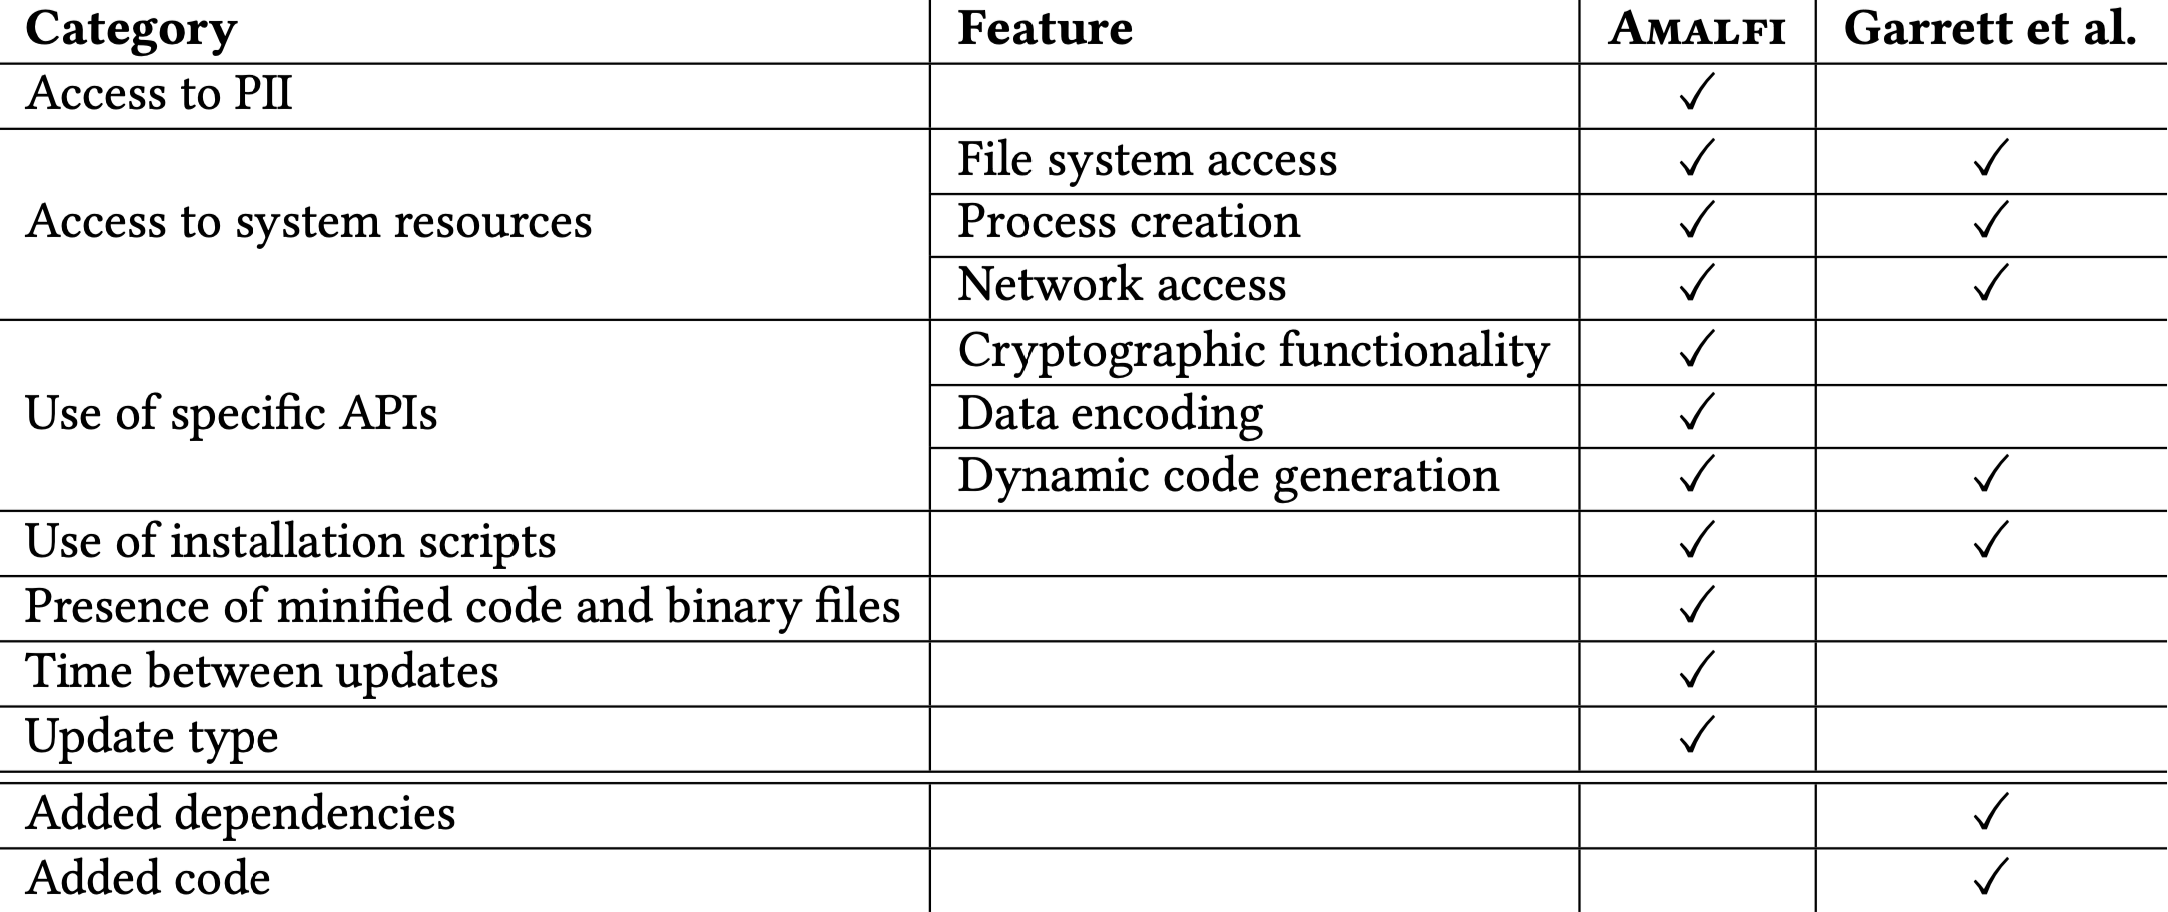 Category Feature AMALFI Garrett et al.
Access to PII ✓
File system access ✓ ✓
Access to system resources Process creation ✓ ✓
Network access ✓ ✓
Cryptographic functionality ✓
Use of specific APIs Data encoding ✓
Dynamic code generation ✓ ✓
Use of installation scripts ✓ ✓
Presence of minified code and binary files ✓
Time between updates ✓
Update type ✓
Added dependencies ✓
Added code ✓